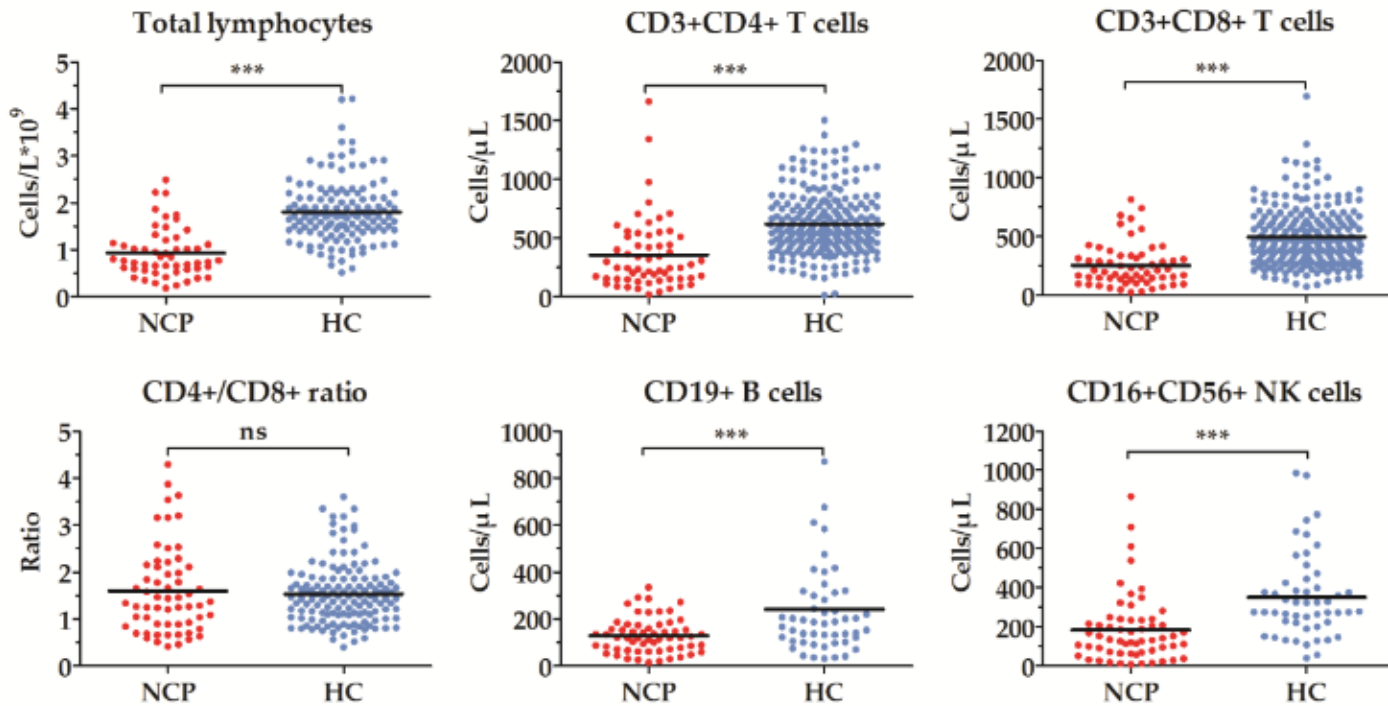 Total lymphocytes
Cells/L*10^9
5
4
3
2
1
0
***
NCP
HC
CD3+CD4+ T cells
Cells/μ L
2000
1500
1000
500
0
***
NCP
HC
CD3+CD8+ T cells
Cells/μ L
2000
1500
1000
500
0
***
NCP
HC
CD4+/CD8+ ratio
Ratio
5
4
3
2
1
0
ns
NCP
HC
CD19+ B cells
Cells/μ L
1000
800
600
400
200
0
***
NCP
HC
CD16+CD56+ NK cells
Cells/μ L
1200
1000
800
600
400
200
0
***
NCP
HC